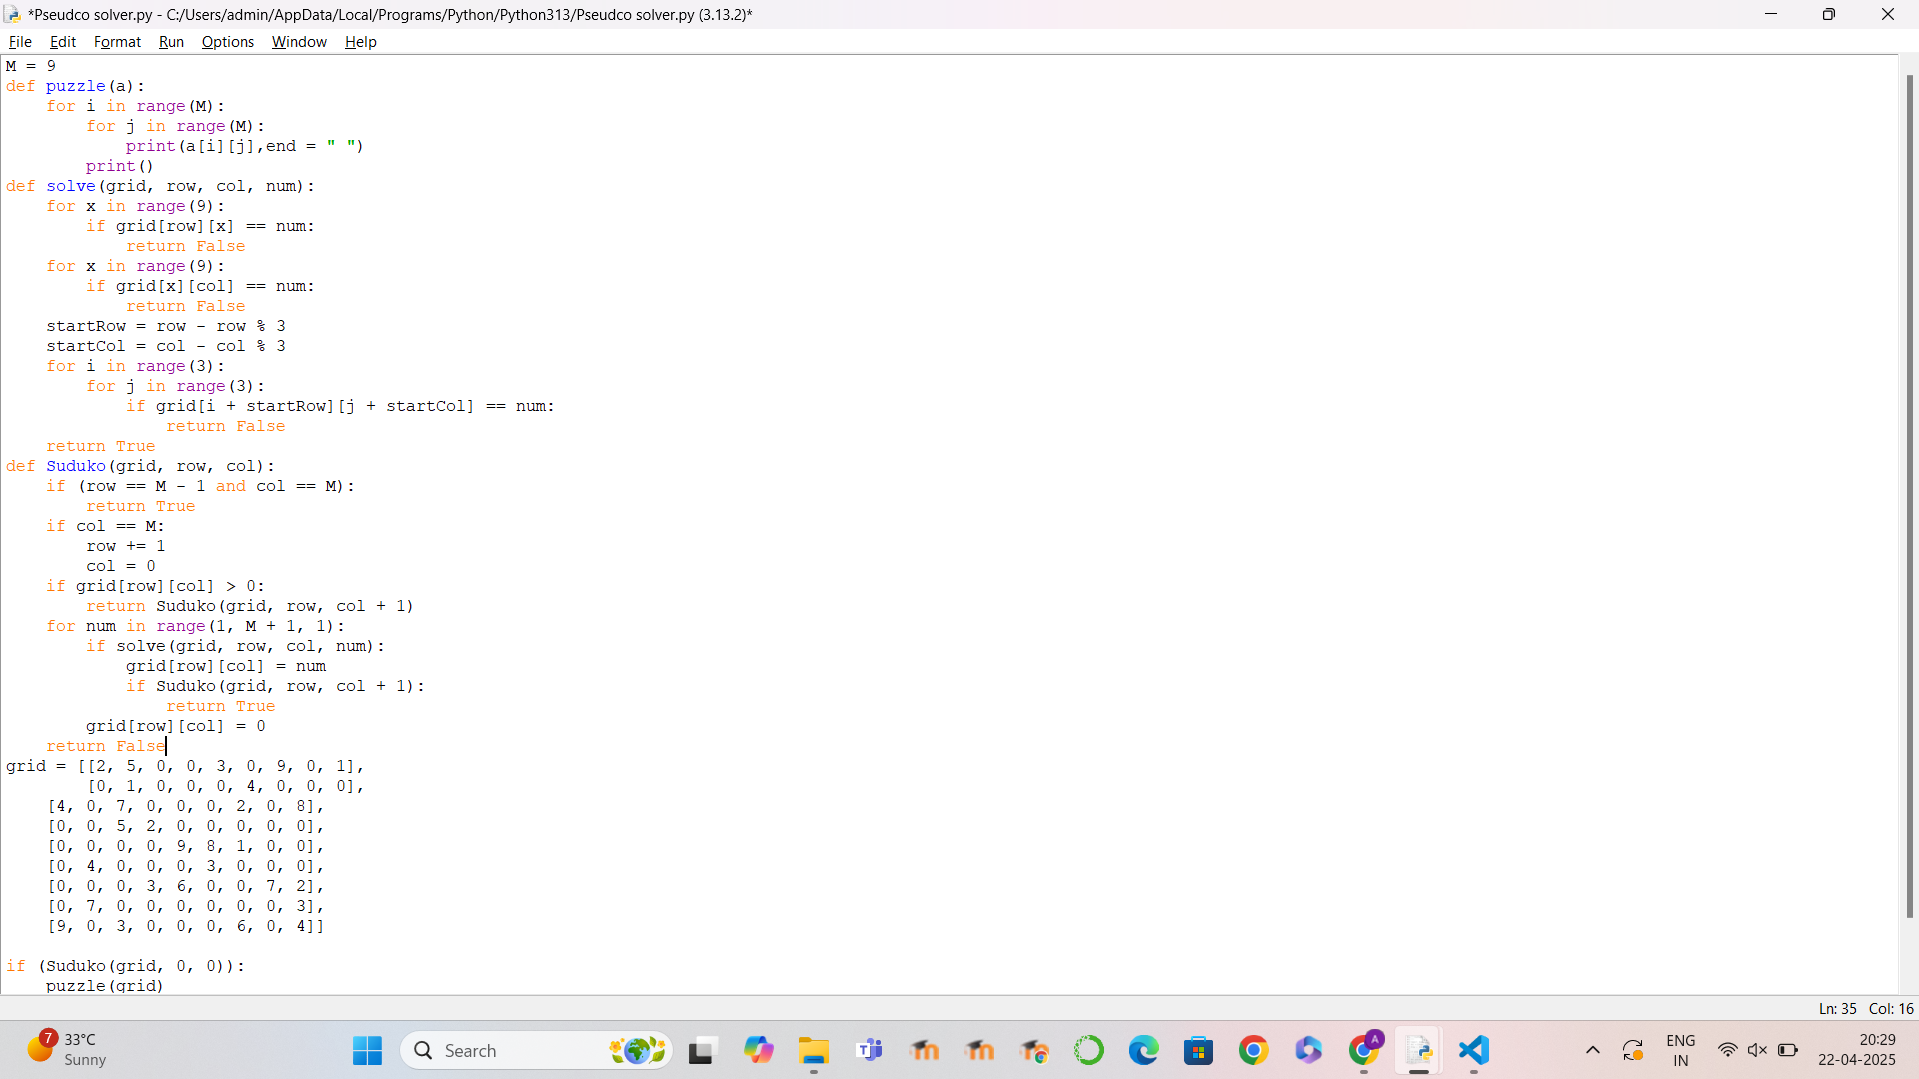 *Pseudco solver.py - C:/Users/admin/AppData/Local/Programs/Python/Python313/Pseudco solver.py (3.13.2)*
File Edit Format Run Options Window Help
M = 9
def puzzle(a):
    for i in range(M):
        for j in range(M):
            print(a[i][j],end = " ")
        print()
def solve(grid, row, col, num):
    for x in range(9):
        if grid[row][x] == num:
            return False
    for x in range(9):
        if grid[x][col] == num:
            return False
    startRow = row - row % 3
    startCol = col - col % 3
    for i in range(3):
        for j in range(3):
            if grid[i + startRow][j + startCol] == num:
                return False
    return True
def Suduko(grid, row, col):
    if (row == M - 1 and col == M):
        return True
    if col == M:
        row += 1
        col = 0
    if grid[row][col] > 0:
        return Suduko(grid, row, col + 1)
    for num in range(1, M + 1, 1):
        if solve(grid, row, col, num):
            grid[row][col] = num
            if Suduko(grid, row, col + 1):
                return True
        grid[row][col] = 0
    return False
grid = [[2, 5, 0, 0, 3, 0, 9, 0, 1],
        [0, 1, 0, 0, 0, 4, 0, 0, 0],
    [4, 0, 7, 0, 0, 0, 2, 0, 8],
    [0, 0, 5, 2, 0, 0, 0, 0, 0],
    [0, 0, 0, 0, 9, 8, 1, 0, 0],
    [0, 4, 0, 0, 0, 3, 0, 0, 0],
    [0, 0, 0, 3, 6, 0, 0, 7, 2],
    [0, 7, 0, 0, 0, 0, 0, 0, 3],
    [9, 0, 3, 0, 0, 0, 6, 0, 4]]
if (Suduko(grid, 0, 0)):
    puzzle(grid)
Ln: 35 Col: 16
7
33°C
Sunny
Search
A
ENG
IN
20:29
22-04-2025